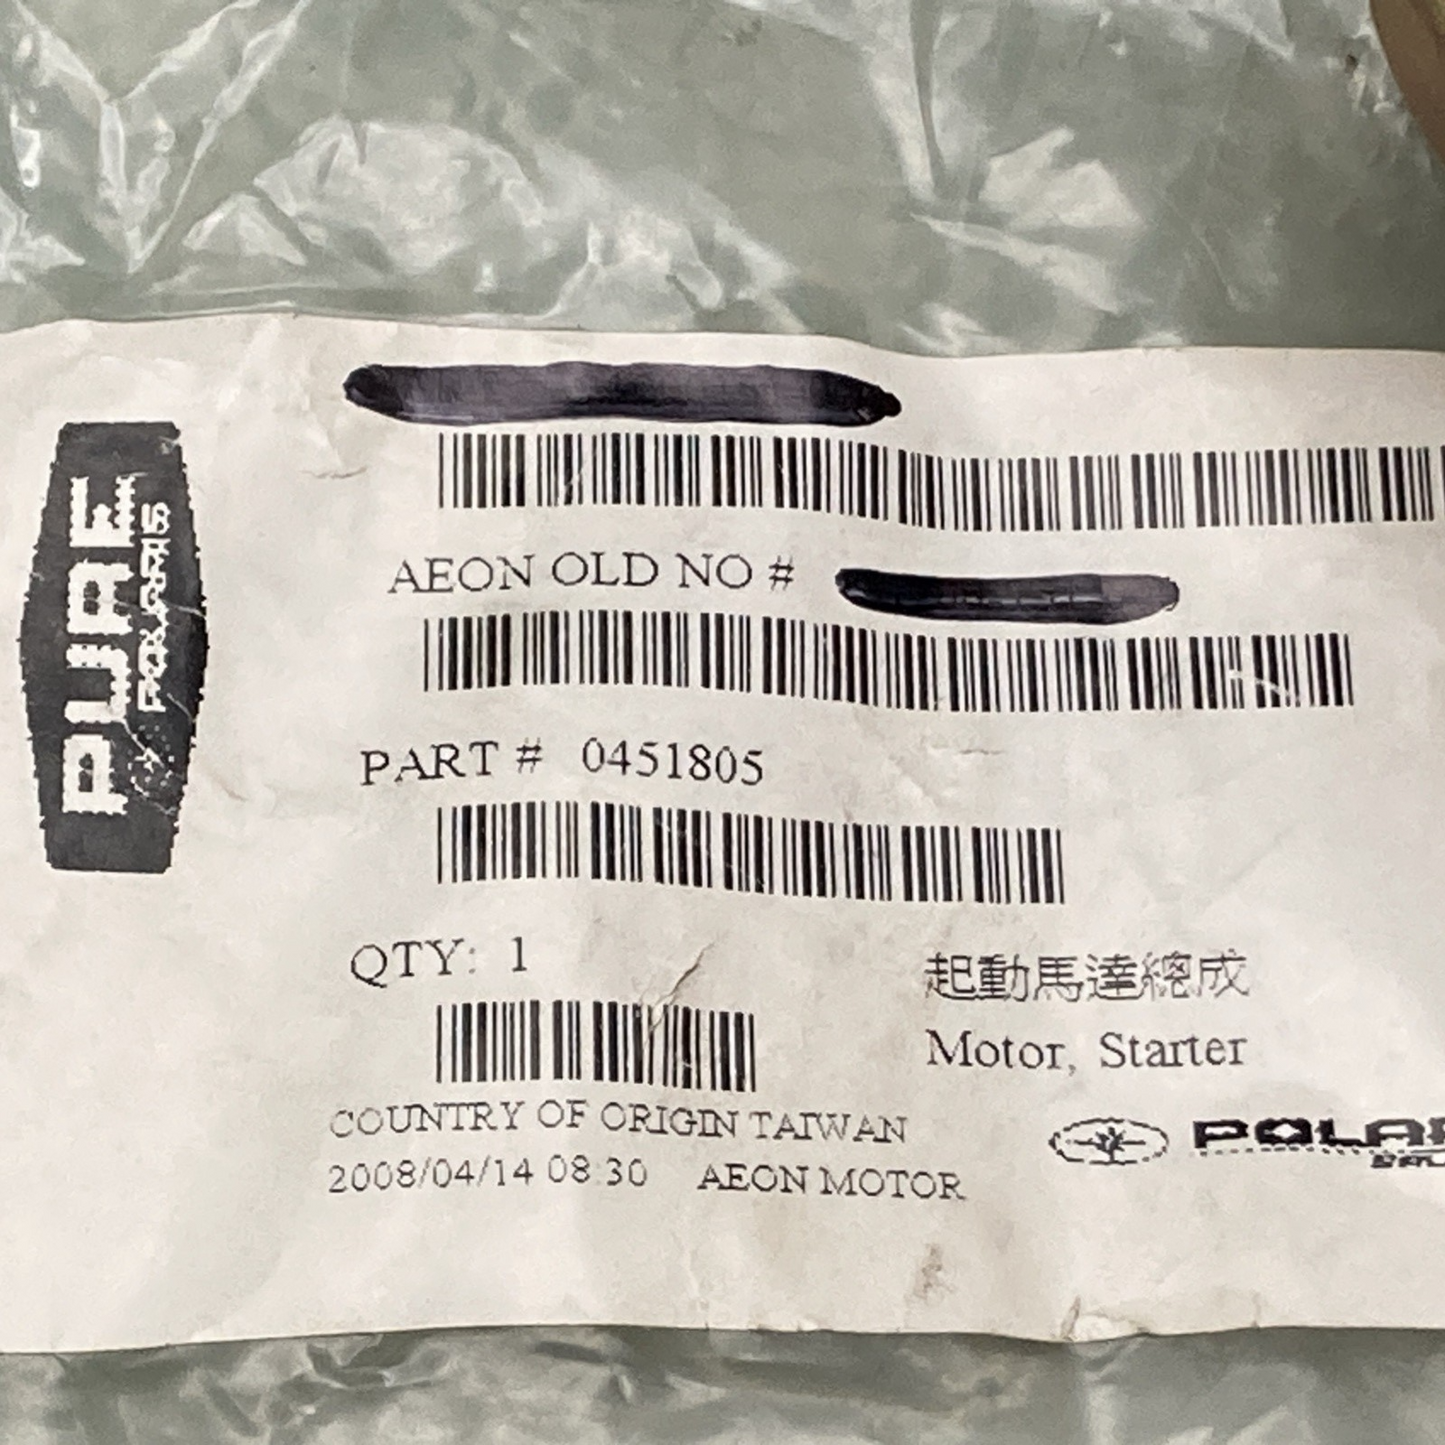 PURE
POLARIS
AEON OLD NO #
PART # 0451805
QTY: 1
起動馬達總成
Motor, Starter
COUNTRY OF ORIGIN TAIWAN
2008/04/14 08:30 AEON MOTOR